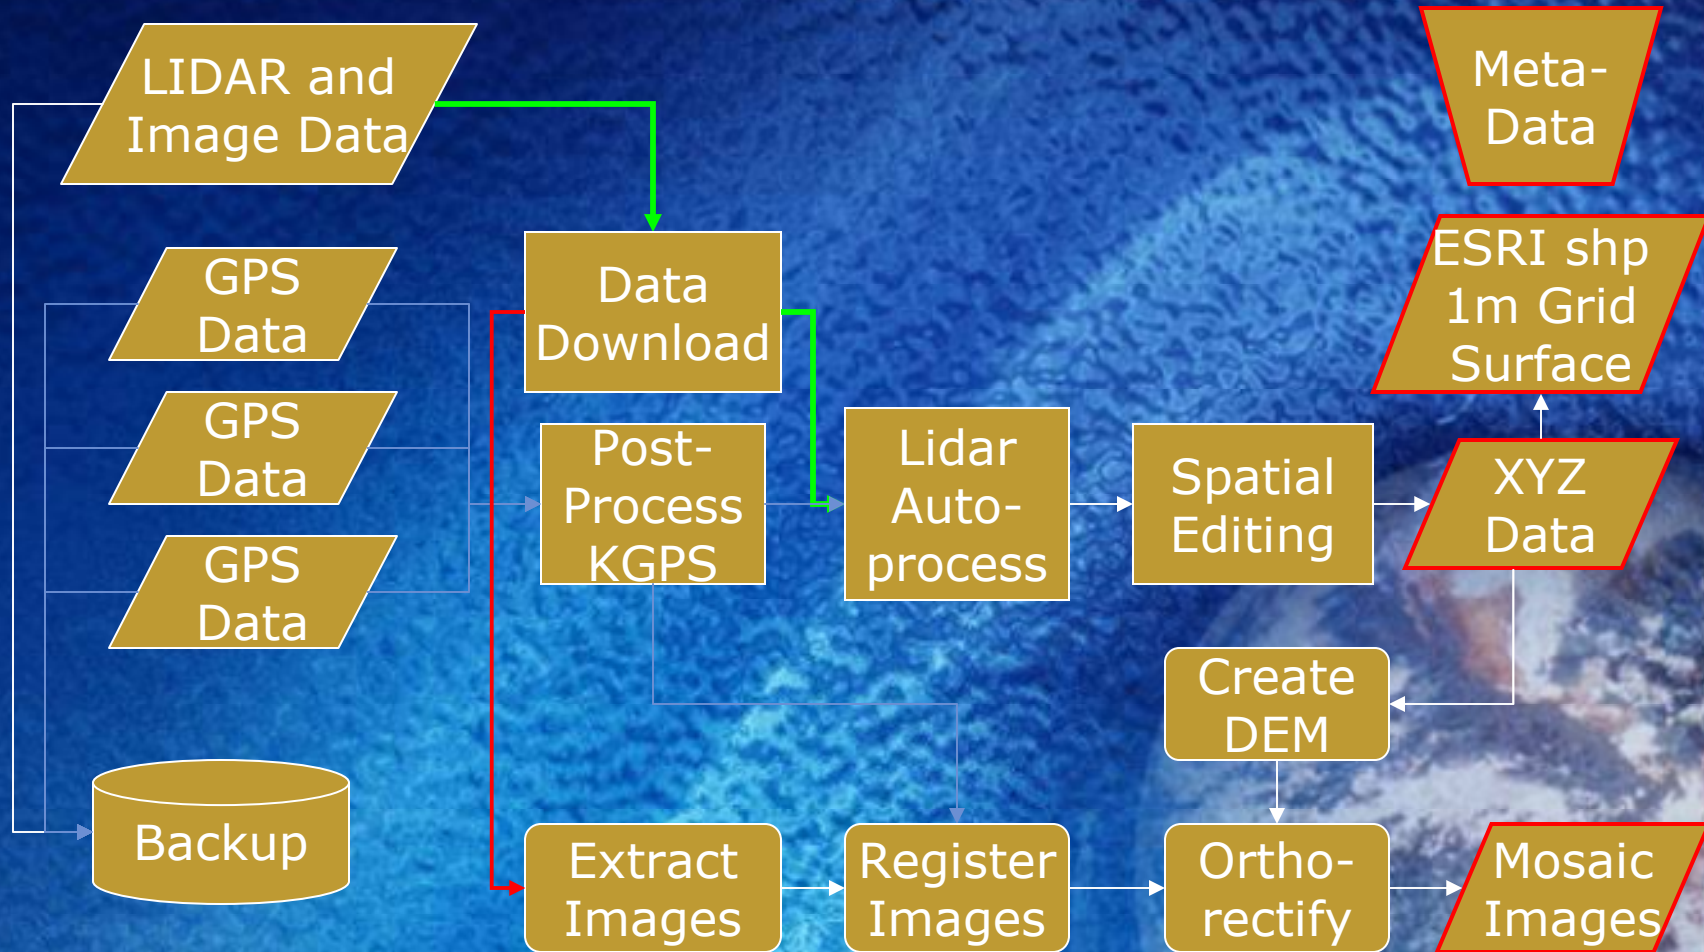 LIDAR and
Image Data
Meta-
Data
GPS
Data
Data
Download
ESRI shp
1m Grid
Surface
GPS
Data
Post-
Process
KGPS
Lidar
Auto-
process
Spatial
Editing
XYZ
Data
GPS
Data
Create
DEM
Backup
Extract
Images
Register
Images
Ortho-
rectify
Mosaic
Images